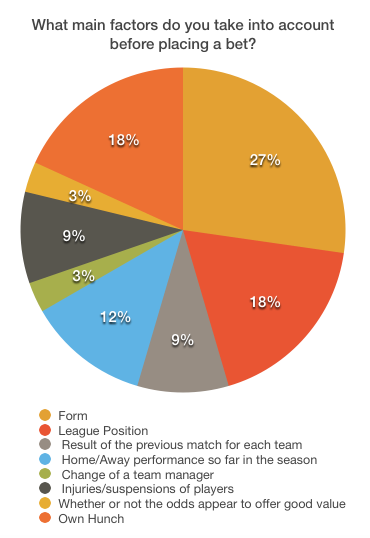 What main factors do you take into account
before placing a bet?
27%
18%
9%
12%
3%
9%
3%
18%
Form
League Position
Result of the previous match for each team
Home/Away performance so far in the season
Change of a team manager
Injuries/suspensions of players
Whether or not the odds appear to offer good value
Own Hunch